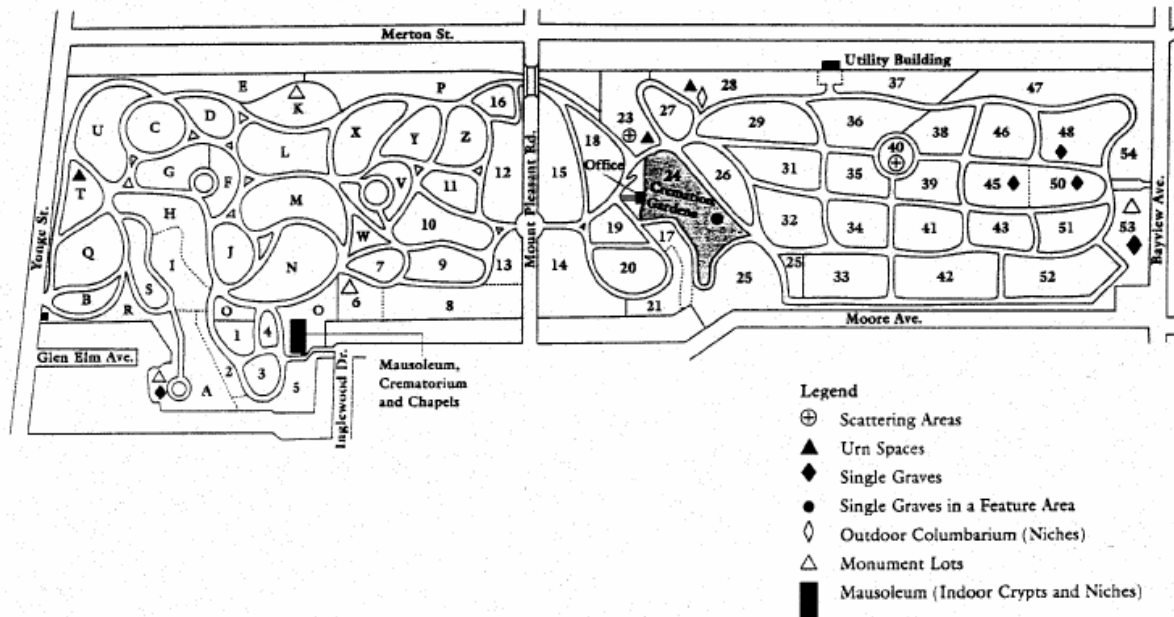 Merton St.
Utility Building
E
K
P
16
28
37
47
U
C
D
X
Y
Z
27
23
29
36
38
46
48
18
L
12
15
Office
40
54
G
F
V
11
24
26
31
35
39
45
50
T
Cremation
Gardens
H
M
10
Mount Pleasant Rd.
W
19
17
32
34
41
43
51
53
Yonge St.
Bayview Ave.
Q
I
J
N
7
9
13
14
20
25
25
33
42
52
B
S
R
O
O
6
8
21
1
4
Moore Ave.
Glen Elm Ave.
2
3
5
A
Inglewood Dr.
Mausoleum,
Crematorium
and Chapels
Legend
Scattering Areas
Urn Spaces
Single Graves
Single Graves in a Feature Area
Outdoor Columbarium (Niches)
Monument Lots
Mausoleum (Indoor Crypts and Niches)